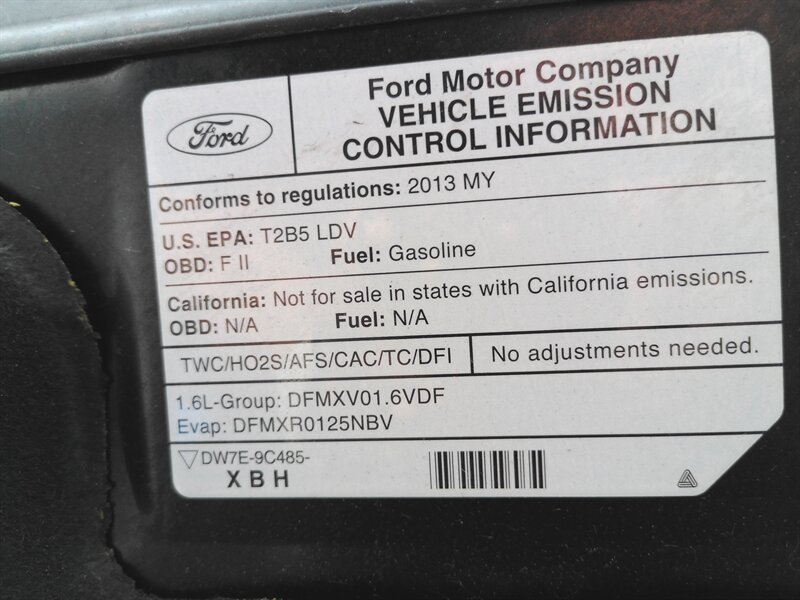 Ford
Ford Motor Company
VEHICLE EMISSION
CONTROL INFORMATION
Conforms to regulations: 2013 MY
U.S. EPA: T2B5 LDV
OBD: F II Fuel: Gasoline
California: Not for sale in states with California emissions.
OBD: N/A Fuel: N/A
TWC/HO2S/AFS/CAC/TC/DFI No adjustments needed.
1.6L-Group: DFMXV01.6VDF
Evap: DFMXR0125NBV
DW7E-9C485-
X B H